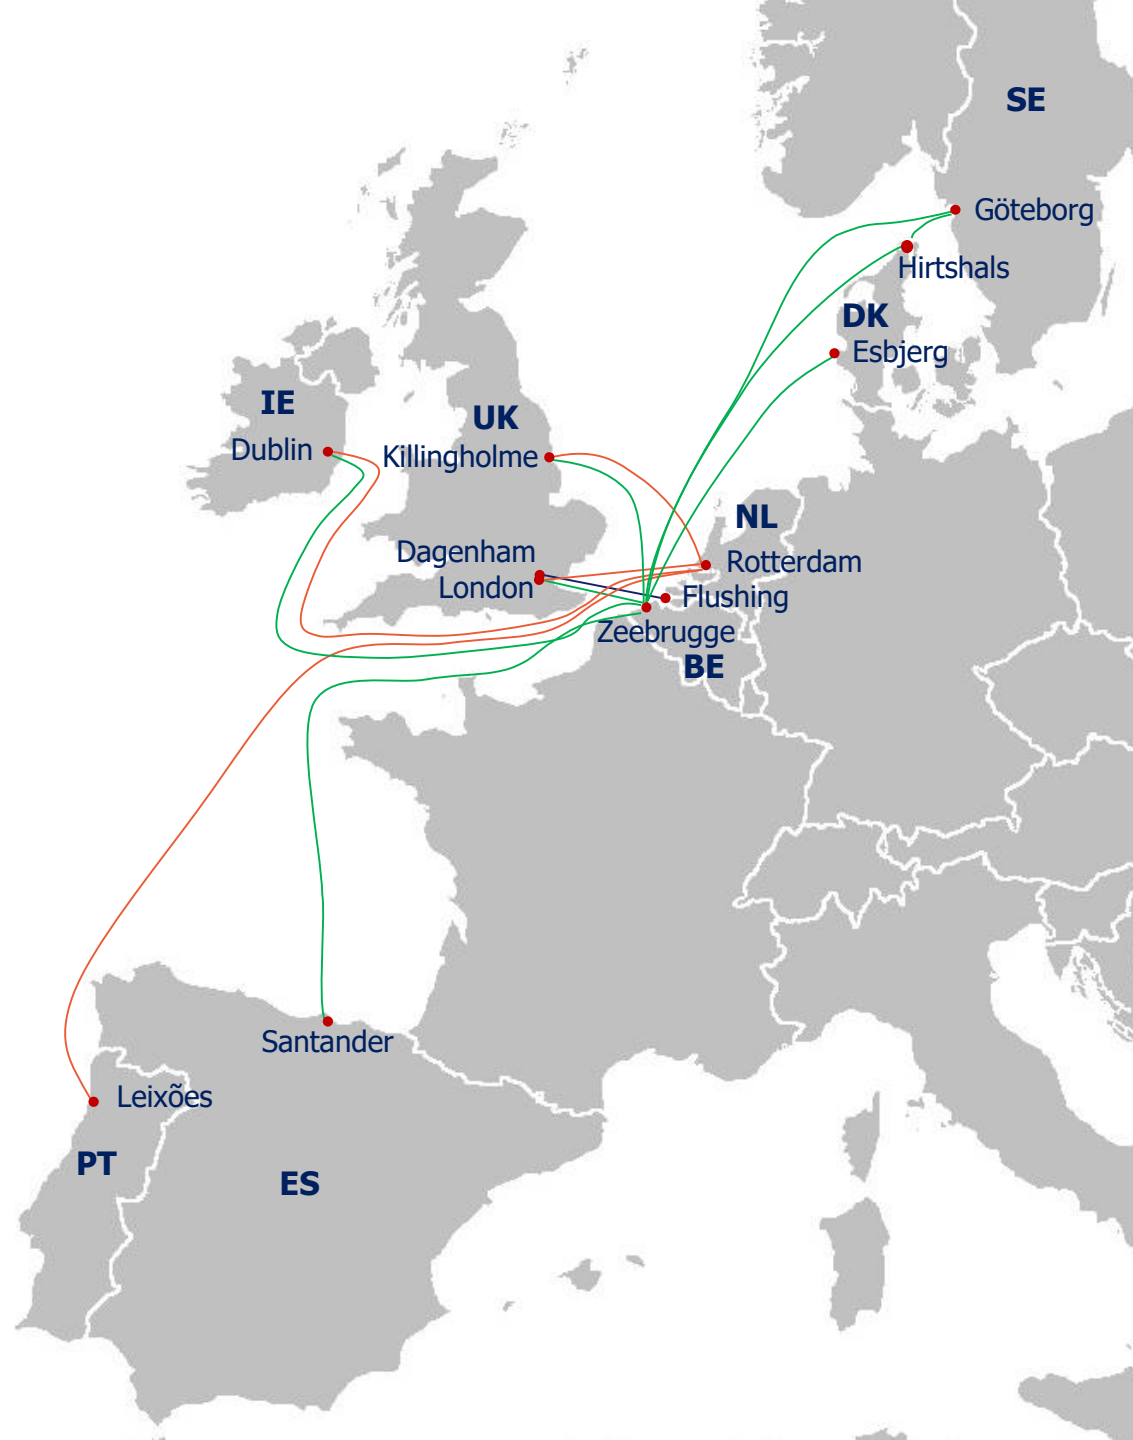 SE
Göteborg
Hirtshals
DK
Esbjerg
IE
UK
Dublin
Killingholme
NL
Dagenham
Rotterdam
London
Flushing
Zeebrugge
BE
Santander
Leixões
PT
ES